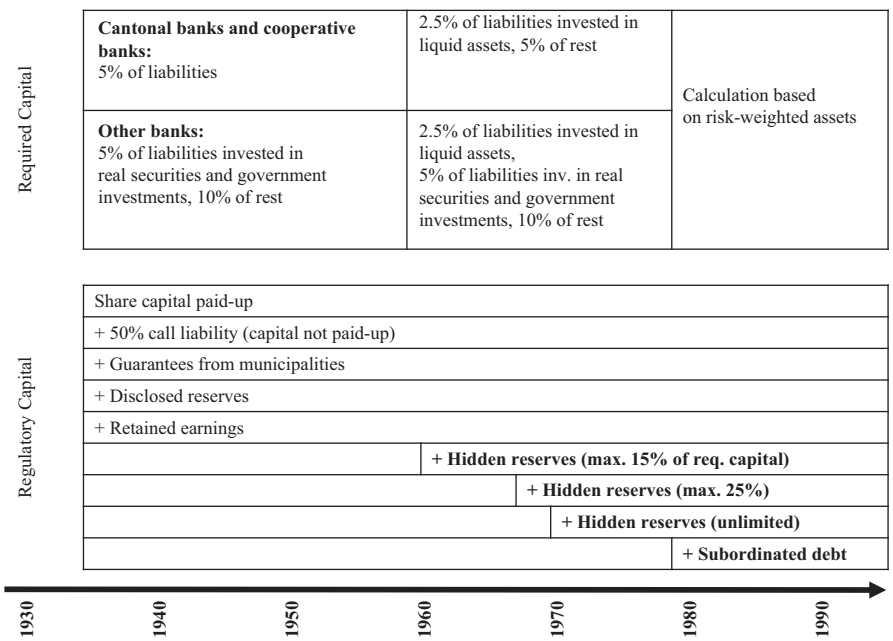 Required Capital
Cantonal banks and cooperative
banks:
5% of liabilities
2.5% of liabilities invested in
liquid assets, 5% of rest
Calculation based
on risk-weighted assets
Other banks:
5% of liabilities invested in
real securities and government
investments, 10% of rest
2.5% of liabilities invested in
liquid assets,
5% of liabilities inv. in real
securities and government
investments, 10% of rest
Regulatory Capital
Share capital paid-up
+ 50% call liability (capital not paid-up)
+ Guarantees from municipalities
+ Disclosed reserves
+ Retained earnings
+ Hidden reserves (max. 15% of req. capital)
+ Hidden reserves (max. 25%)
+ Hidden reserves (unlimited)
+ Subordinated debt
1930
1940
1950
1960
1970
1980
1990